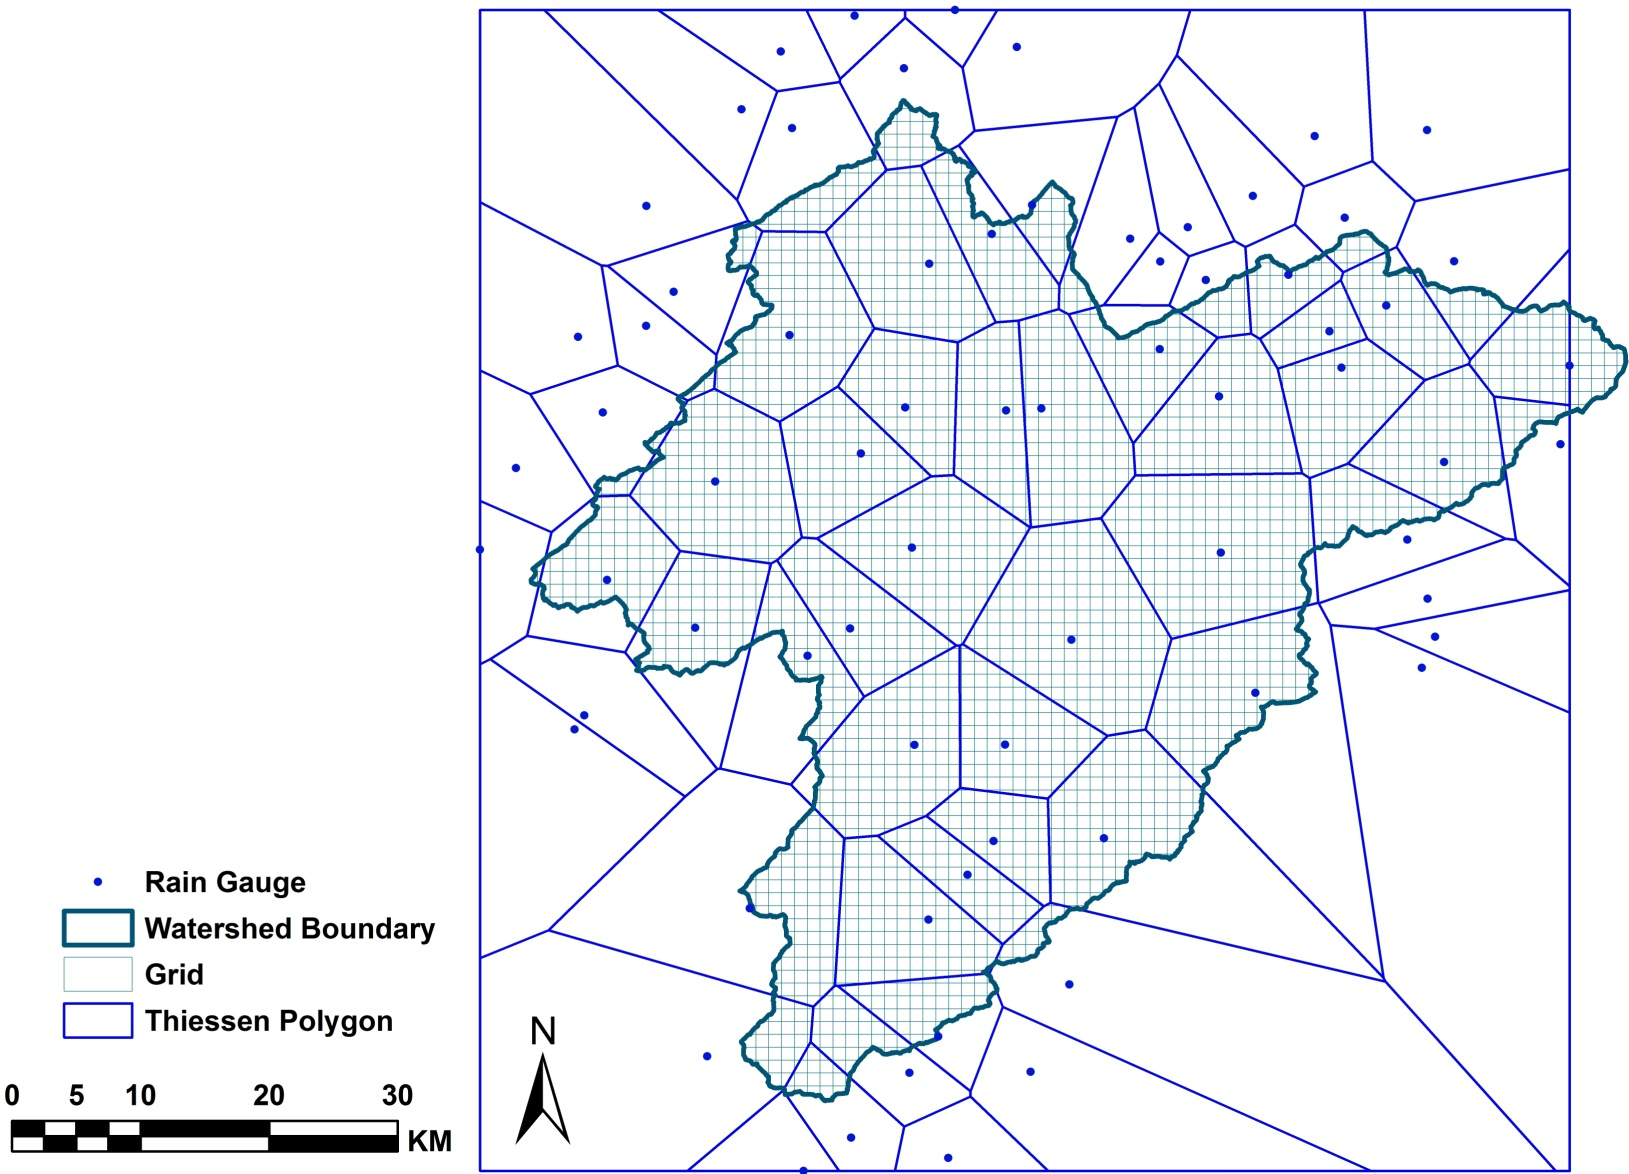 Rain Gauge
Watershed Boundary
Grid
Thiessen Polygon
N
0 5 10 20 30
KM